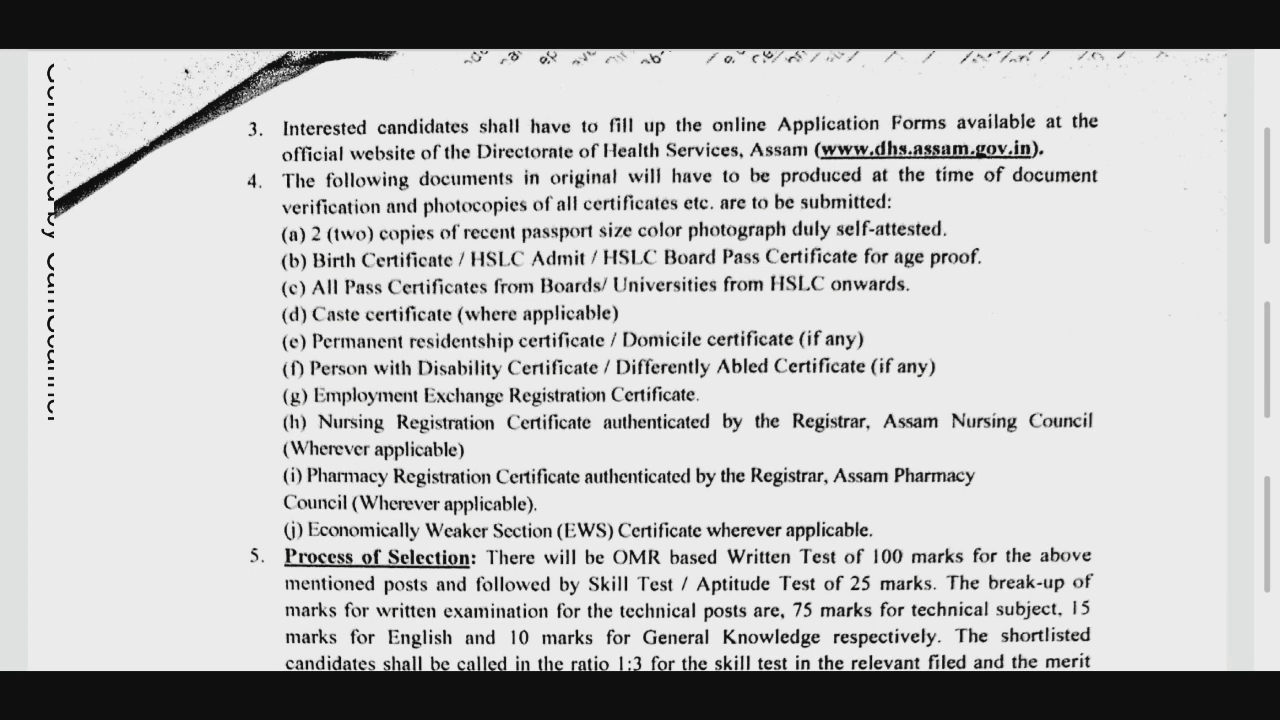 3. Interested candidates shall have to fill up the online Application Forms available at the
official website of the Directorate of Health Services, Assam (www.dhs.assam.gov.in).
4. The following documents in original will have to be produced at the time of document
verification and photocopies of all certificates etc. are to be submitted:
(a) 2 (two) copies of recent passport size color photograph duly self-attested.
(b) Birth Certificate / HSLC Admit / HSLC Board Pass Certificate for age proof.
(c) All Pass Certificates from Boards/ Universities from HSLC onwards.
(d) Caste certificate (where applicable)
(e) Permanent residentship certificate / Domicile certificate (if any)
(f) Person with Disability Certificate / Differently Abled Certificate (if any)
(g) Employment Exchange Registration Certificate.
(h) Nursing Registration Certificate authenticated by the Registrar, Assam Nursing Council
(Wherever applicable)
(i) Pharmacy Registration Certificate authenticated by the Registrar, Assam Pharmacy
Council (Wherever applicable).
(j) Economically Weaker Section (EWS) Certificate wherever applicable.
5. Process of Selection: There will be OMR based Written Test of 100 marks for the above
mentioned posts and followed by Skill Test / Aptitude Test of 25 marks. The break-up of
marks for written examination for the technical posts are, 75 marks for technical subject, 15
marks for English and 10 marks for General Knowledge respectively. The shortlisted
candidates shall be called in the ratio 1:3 for the skill test in the relevant filed and the merit